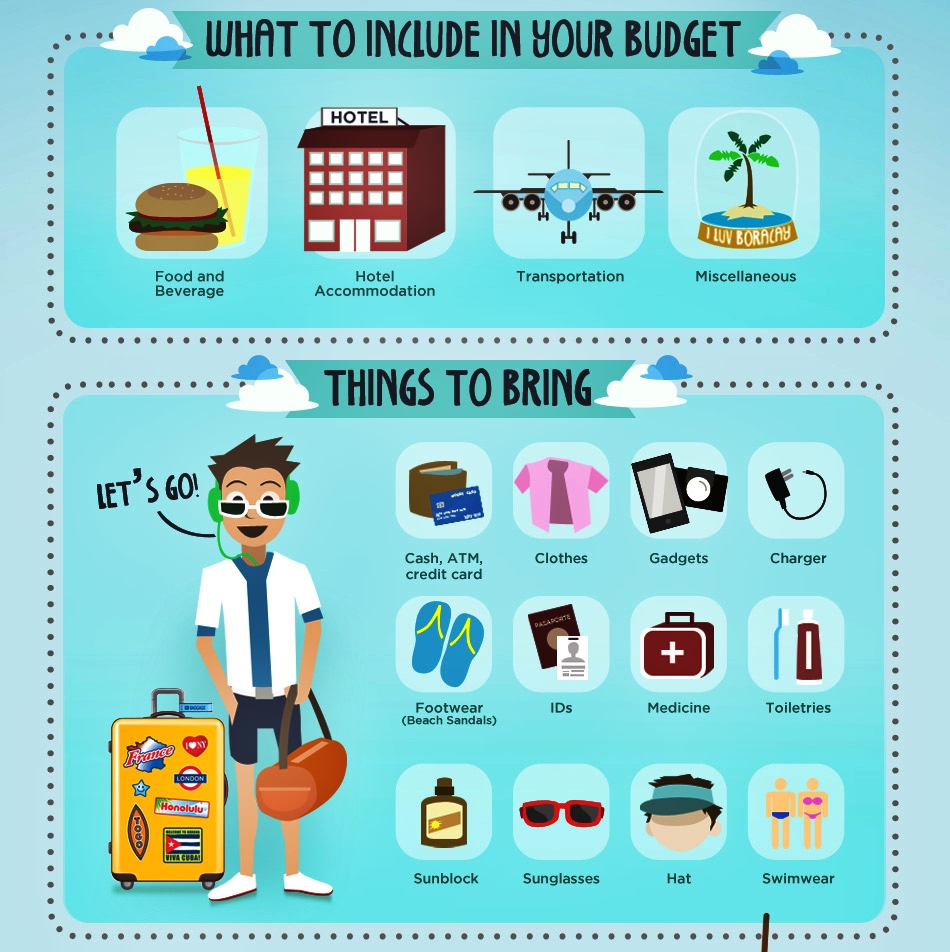 WHAT TO INCLUDE IN YOUR BUDGET
HOTEL
I LUV BORACAY
Food and
Beverage
Hotel
Accommodation
Transportation
Miscellaneous
THINGS TO BRING
LET'S GO!
Cash, ATM,
credit card
Clothes
Gadgets
Charger
PASAPORTE
Footwear
(Beach Sandals)
IDs
Medicine
Toiletries
BAGGAGE
France
I NY
LONDON
Honolulu
TOGO
VIVA CUBA!
Sunblock
Sunglasses
Hat
Swimwear